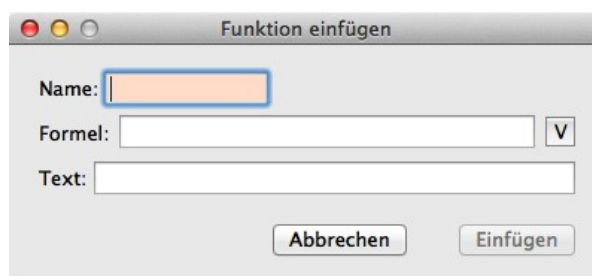 Funktion einfügen
Name:
Formel: V
Text:
Abbrechen Einfügen